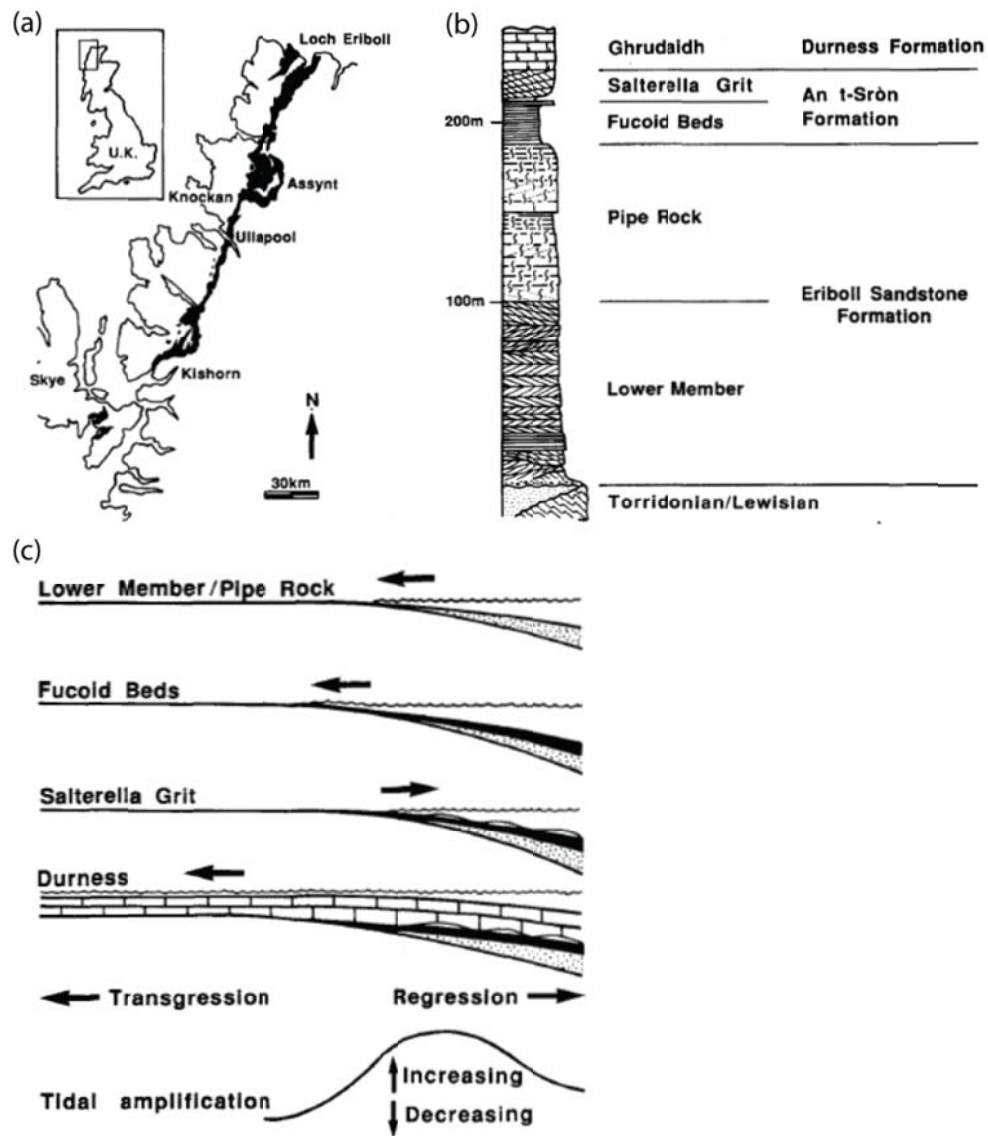 (a)
Loch Eriboll
U.K.
Assynt
Knockan
Ullapool
Kishorn
Skye
N
30km
(b)
Ghrudaidh Durness Formation
Salterella Grit
An t-Sròn
Formation
200m
Fucoid Beds
Pipe Rock
100m
Eriboll Sandstone
Formation
Lower Member
Torridonian/Lewisian
(c)
Lower Member/Pipe Rock
Fucoid Beds
Salterella Grit
Durness
Transgression Regression
Increasing
Tidal amplification
Decreasing